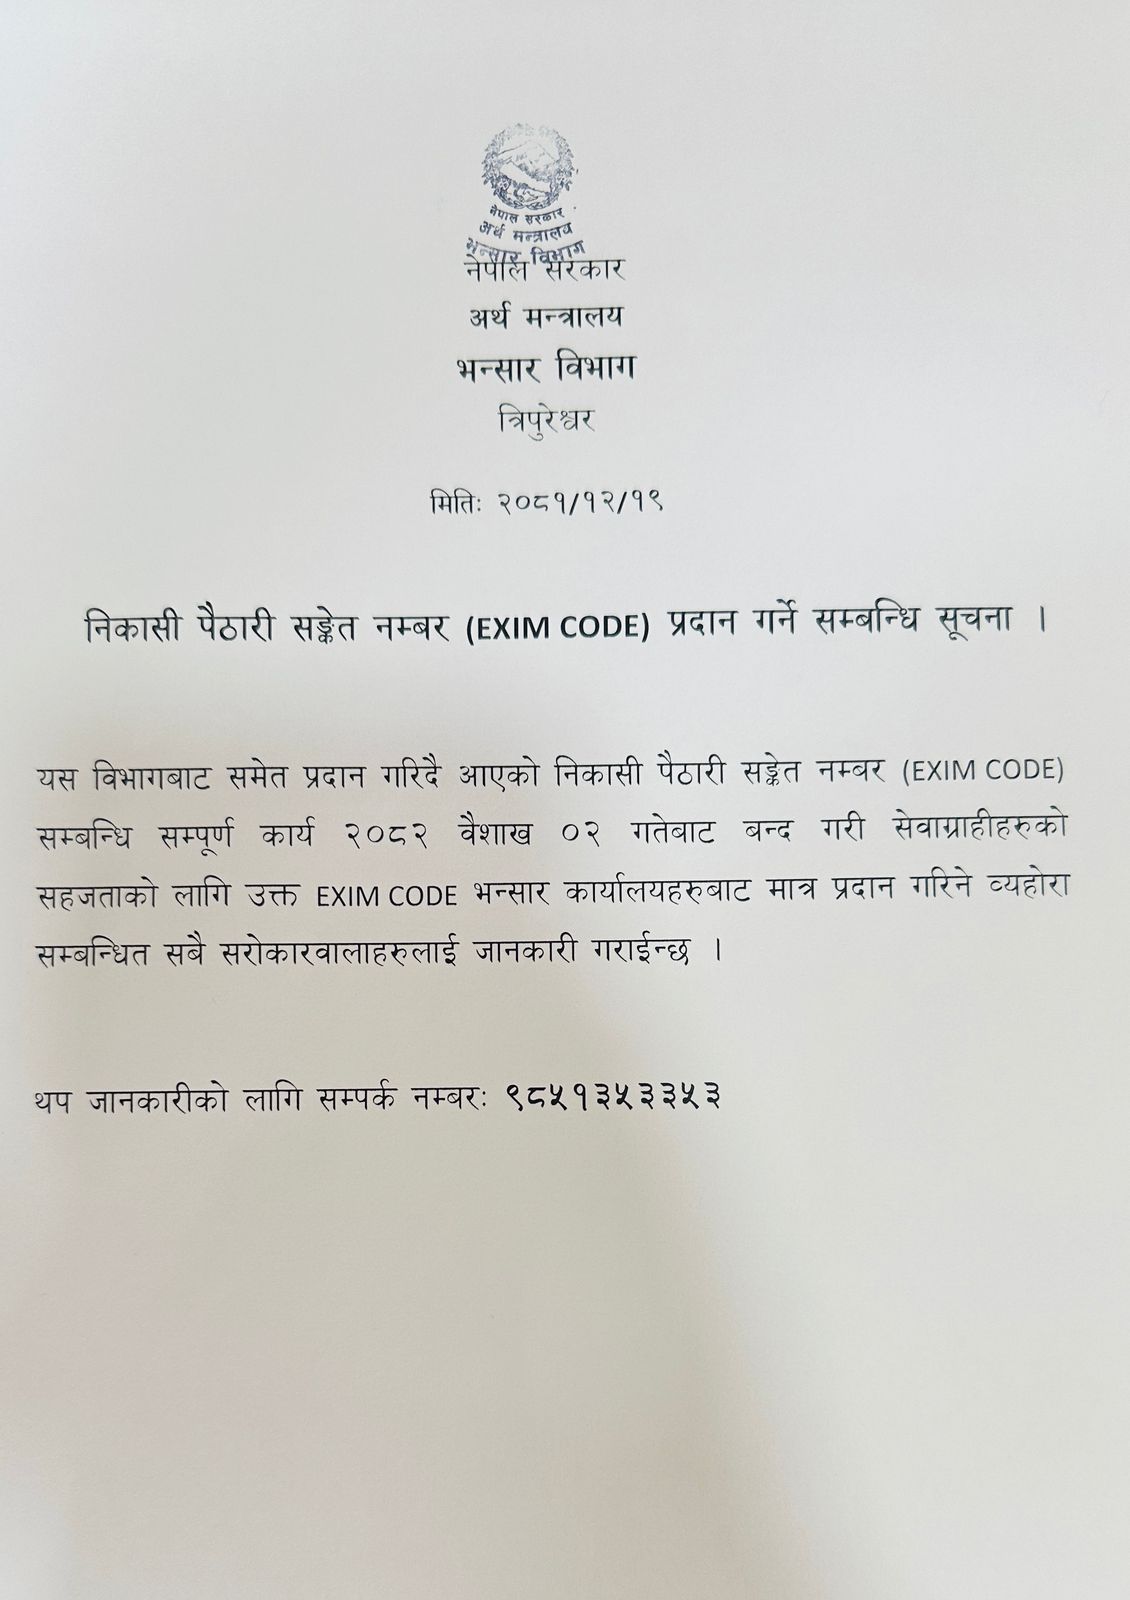 नेपाल सरकार
अर्थ मन्त्रालय
भन्सार विभाग
नेपाल सरकार
अर्थ मन्त्रालय
भन्सार विभाग
त्रिपुरेश्वर
मितिः २०८१/१२/१९
निकासी पैठारी सङ्केत नम्बर (EXIM CODE) प्रदान गर्ने सम्बन्धि सूचना ।
यस विभागबाट समेत प्रदान गरिदै आएको निकासी पैठारी सङ्केत नम्बर (EXIM CODE)
सम्बन्धि सम्पूर्ण कार्य २०८२ वैशाख ०२ गतेबाट बन्द गरी सेवाग्राहीहरुको
सहजताको लागि उक्त EXIM CODE भन्सार कार्यालयहरुबाट मात्र प्रदान गरिने व्यहोरा
सम्बन्धित सबै सरोकारवालाहरुलाई जानकारी गराईन्छ ।
थप जानकारीको लागि सम्पर्क नम्बरः ९८५१३५३३५३